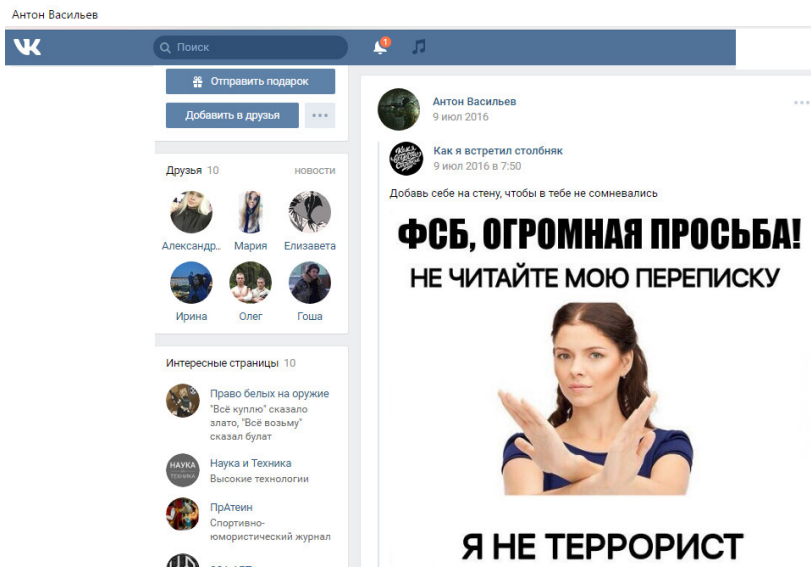 Антон Васильев
Поиск
1
Отправить подарок
Добавить в друзья
Друзья 10
новости
Александр...
Мария
Елизавета
Ирина
Олег
Гоша
Интересные страницы 10
Право белых на оружие
"Всё куплю" сказало
злато, "Всё возьму"
сказал булат
НАУКА
Наука и Техника
Высокие технологии
ПрАтеин
Спортивно-
юмористический журнал
Антон Васильев
9 июл 2016
Как я встретил столбняк
9 июл 2016 в 7:50
Добавь себе на стену, чтобы в тебе не сомневались
ФСБ, ОГРОМНАЯ ПРОСЬБА!
НЕ ЧИТАЙТЕ МОЮ ПЕРЕПИСКУ
Я НЕ ТЕРРОРИСТ